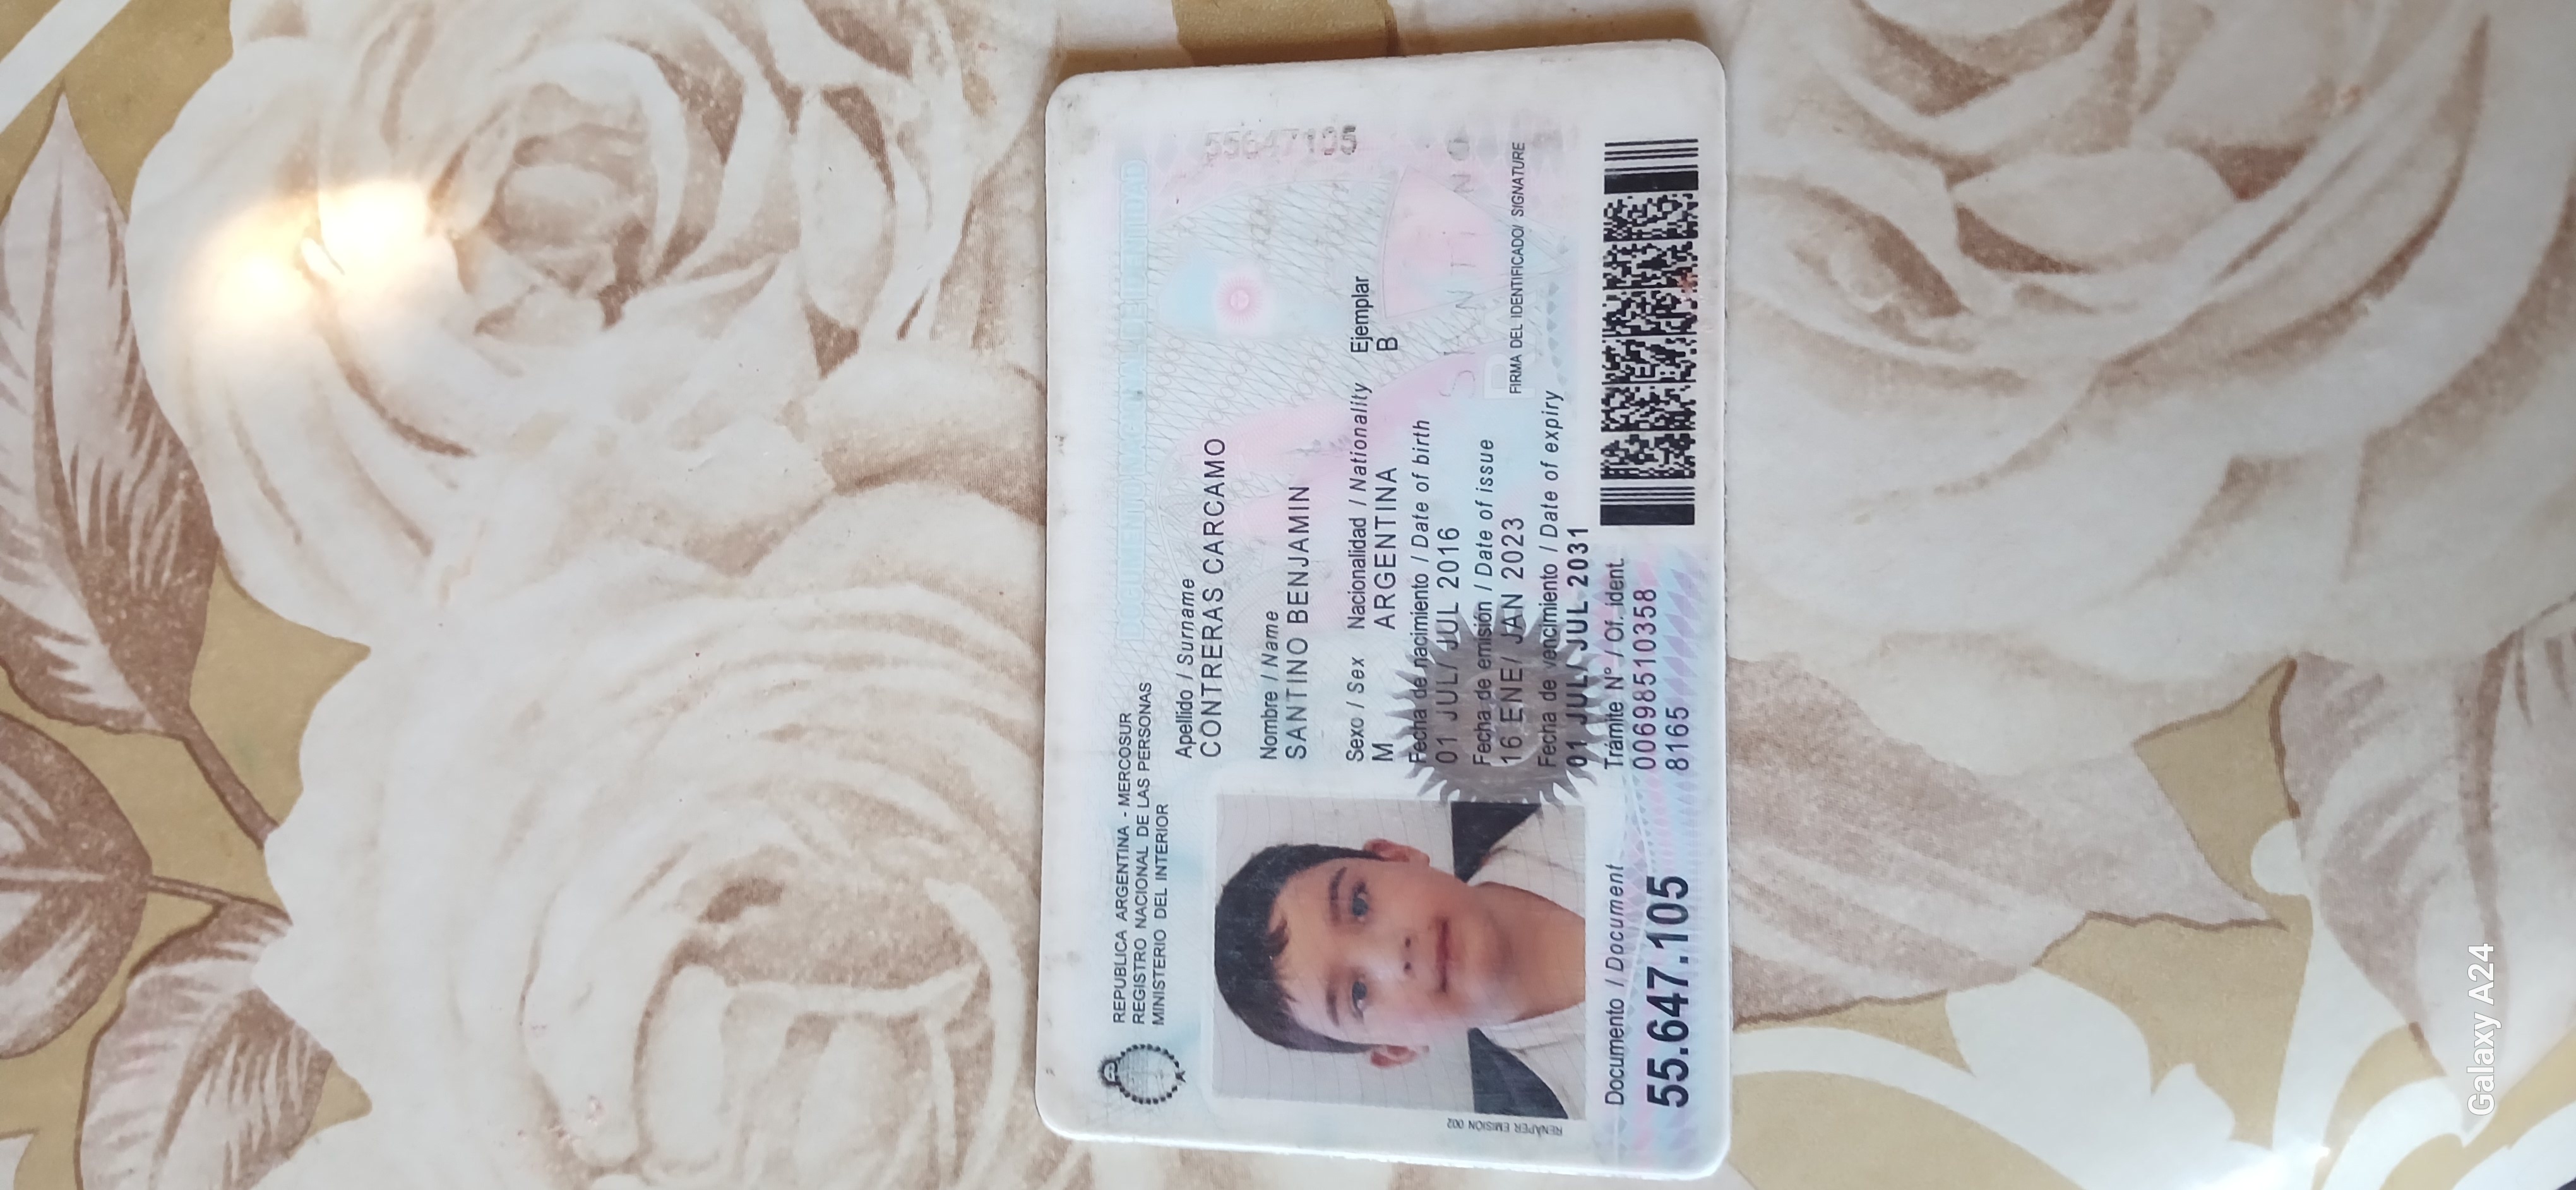 REPUBLICA ARGENTINA - MERCOSUR
REGISTRO NACIONAL DE LAS PERSONAS
MINISTERIO DEL INTERIOR
DOCUMENTO NACIONAL DE IDENTIDAD
Apellido / Surname
CONTRERAS CARCAMO
Nombre / Name
SANTINO BENJAMIN
Sexo / Sex Nacionalidad / Nationality Ejemplar
M ARGENTINA B
Fecha de nacimiento / Date of birth
01 JUL/ JUL 2016
Fecha de emisión / Date of issue
16 ENE/ JAN 2023
SANTINO
FIRMA DEL IDENTIFICADO/ SIGNATURE
Fecha de vencimiento / Date of expiry
01 JUL/ JUL 2031
Documento / Document
55.647.105
Trámite N° / Of. ident.
00698510358
8165
RENAPER EMISION 002
55647105
Galaxy A24